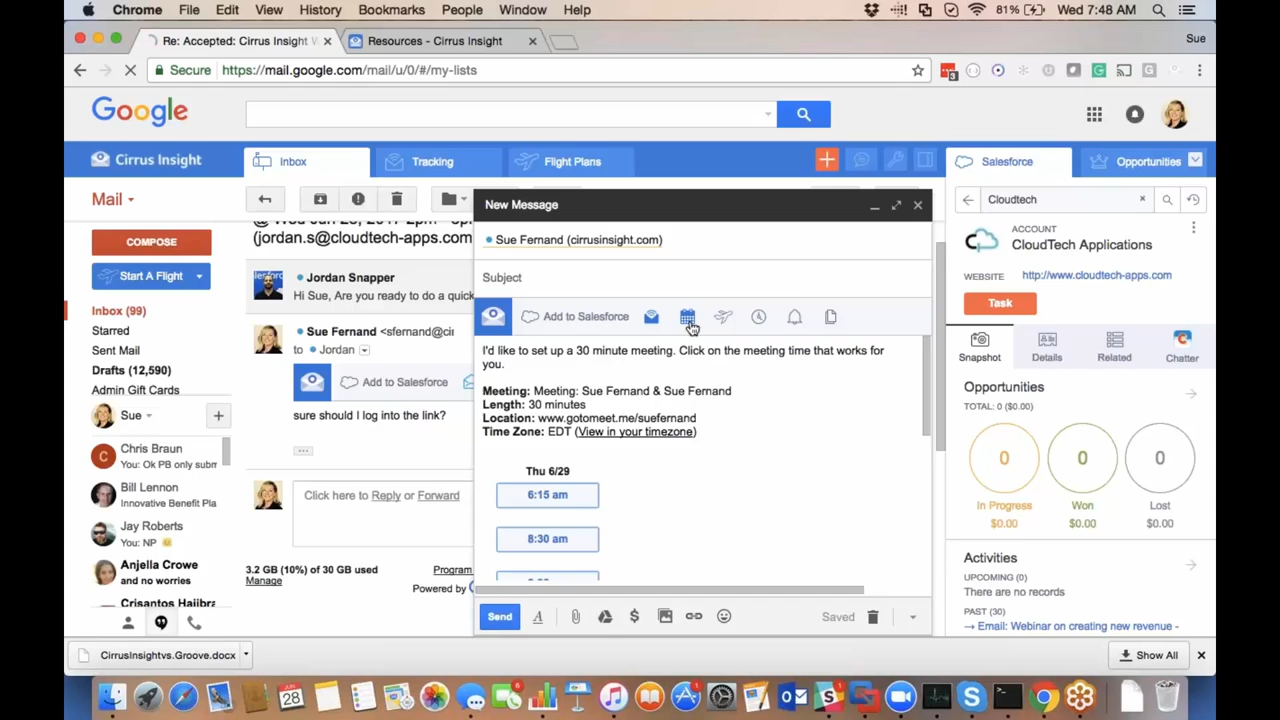 Chrome File Edit View History Bookmarks People Window Help 81% Wed 7:48 AM
Re: Accepted: Cirrus Insight Resources - Cirrus Insight Sue
Secure https://mail.google.com/mail/u/0/#/my-lists 3
Google
Cirrus Insight Inbox Tracking Flight Plans Salesforce Opportunities
Mail
New Message
Cloudtech
(jordan.s@cloudtech-apps.com
Sue Fernand (cirrusinsight.com)
ACCOUNT
CloudTech Applications
COMPOSE
Start A Flight
Jordan Snapper
Hi Sue, Are you ready to do a quick
Subject
WEBSITE http://www.cloudtech-apps.com
Task
Inbox (99)
Starred
Sent Mail
Drafts (12,590)
Admin Gift Cards
Sue Fernand <sfernand@cir
to Jordan
Add to Salesforce
sure should I log into the link?
Add to Salesforce
I'd like to set up a 30 minute meeting. Click on the meeting time that works for
you.
Meeting: Meeting: Sue Fernand & Sue Fernand
Length: 30 minutes
Location: www.gotomeet.me/suefernand
Time Zone: EDT (View in your timezone)
Thu 6/29
6:15 am
8:30 am
Snapshot Details Related Chatter
Opportunities
TOTAL: 0 ($0.00)
0 0 0
In Progress Won Lost
$0.00 $0.00 $0.00
Activities
UPCOMING (0)
There are no records
PAST (30)
→ Email: Webinar on creating new revenue -
Sue
Chris Braun
You: Ok PB only subm
Bill Lennon
Innovative Benefit Pla
Jay Roberts
You: NP
Anjella Crowe
and no worries
Click here to Reply or Forward
3.2 GB (10%) of 30 GB used
Manage
Program
Powered by
Send
Saved
CirrusInsightvs.Groove.docx
Show All
JUN
28